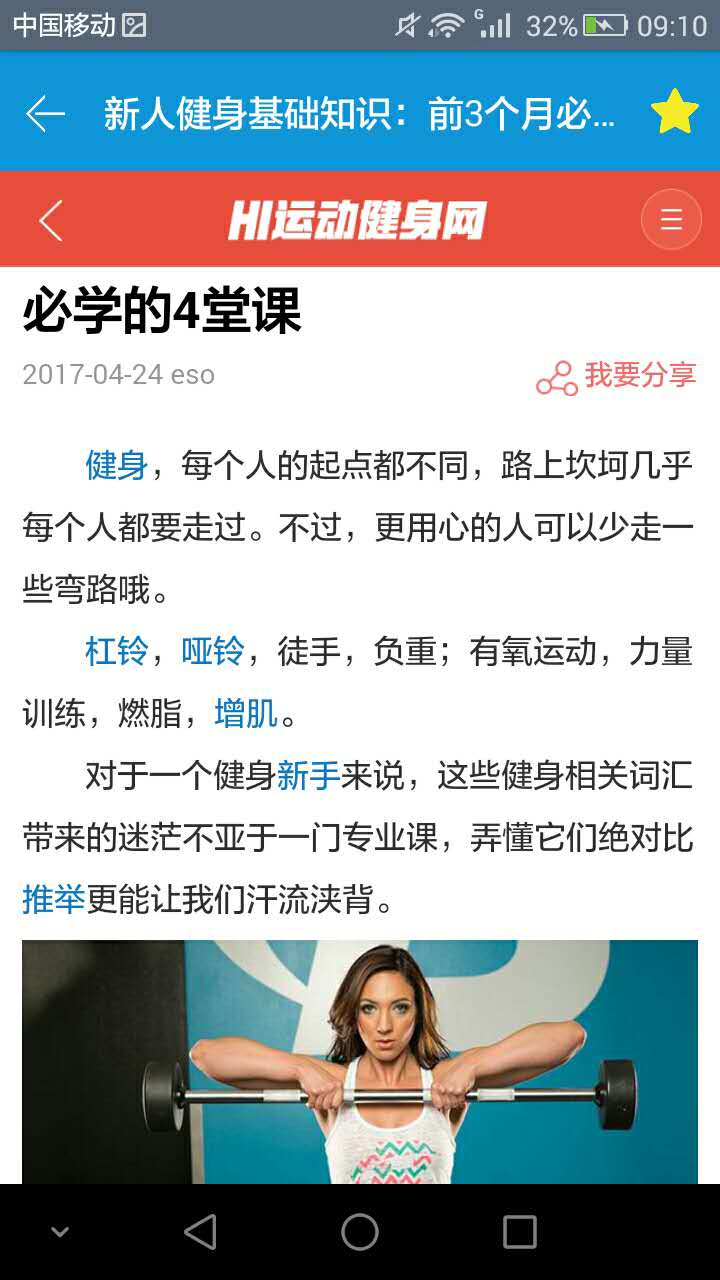 中国移动
G 32% 09:10
新人健身基础知识：前3个月必...
HI运动健身网
必学的4堂课
2017-04-24 eso
我要分享
健身，每个人的起点都不同，路上坎坷几乎
每个人都要走过。不过，更用心的人可以少走一
些弯路哦。
杠铃，哑铃，徒手，负重；有氧运动，力量
训练，燃脂，增肌。
对于一个健身新手来说，这些健身相关词汇
带来的迷茫不亚于一门专业课，弄懂它们绝对比
推举更能让我们汗流浃背。